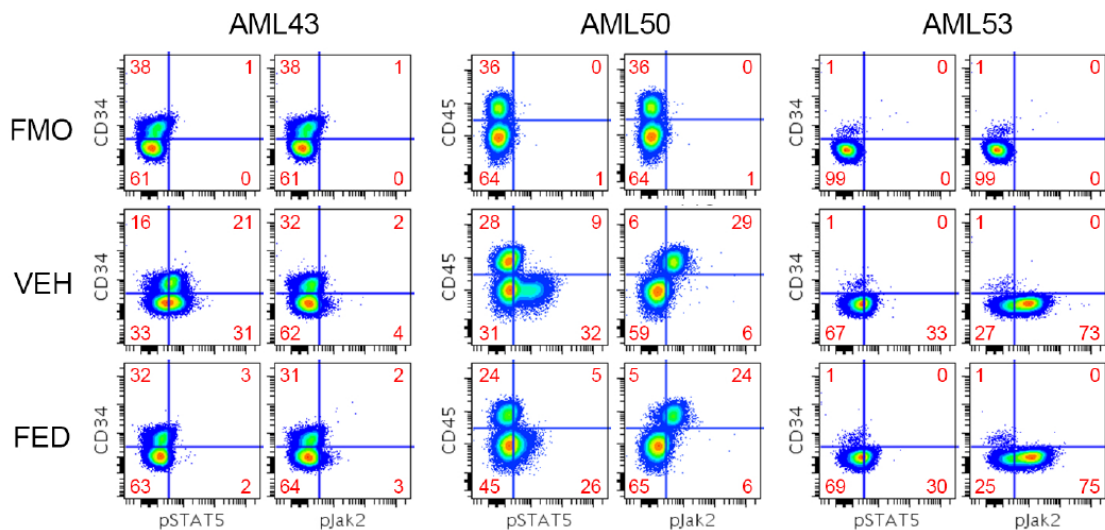 AML43 AML50 AML53
FMO
38 1 38 1 36 0 36 0 1 0 1 0
CD34 CD45 CD34
61 0 61 0 64 1 64 1 99 0 99 0
VEH
16 21 32 2 28 9 6 29 1 0 1 0
CD34 CD45 CD34
33 31 62 4 31 32 59 6 67 33 27 73
FED
32 3 31 2 24 5 5 24 1 0 1 0
CD34 CD45 CD34
63 2 64 3 45 26 65 6 69 30 25 75
pSTAT5 pJak2 pSTAT5 pJak2 pSTAT5 pJak2